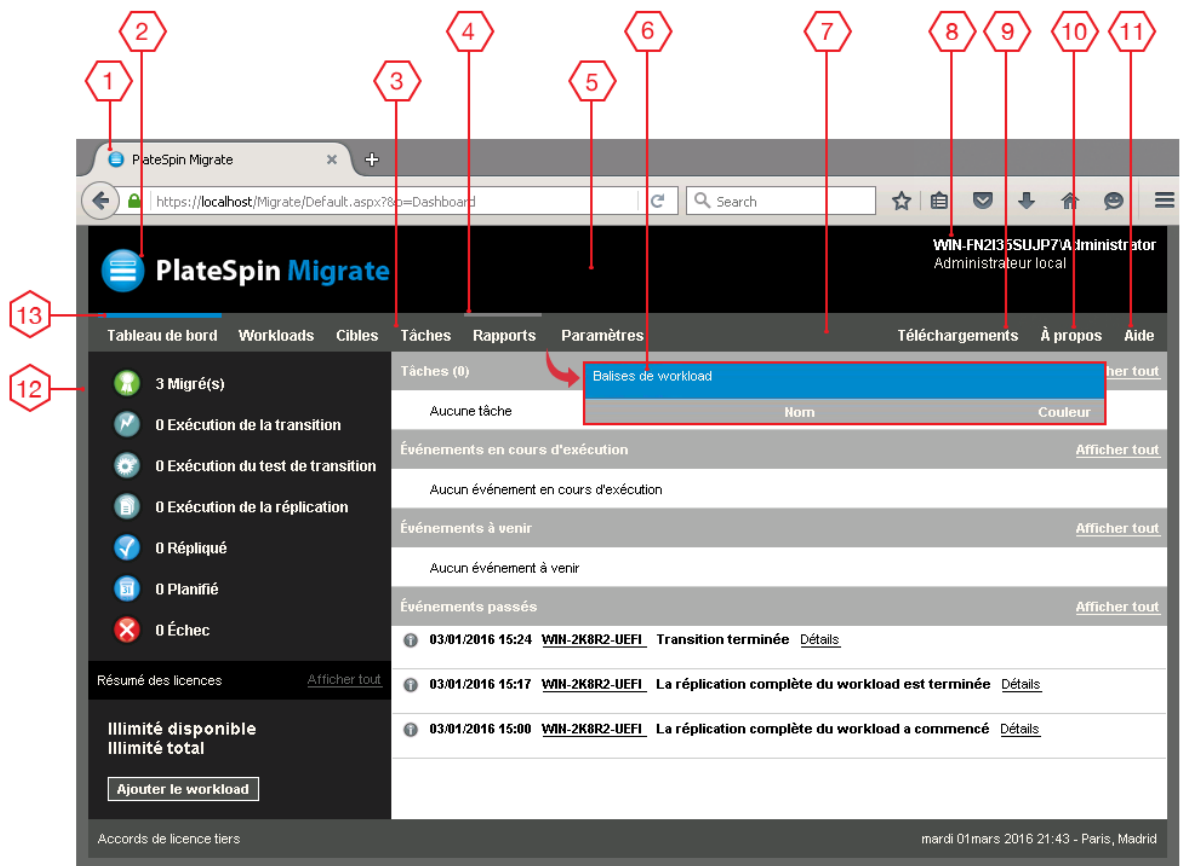 2
4
6
7
8
9
10
11
1
3
5
PlateSpin Migrate
https://localhost/Migrate/Default.aspx?&p=Dashboard
Search
PlateSpin Migrate
WIN-FN2I35SUJP7\Administrator
Administrateur local
13
Tableau de bord Workloads Cibles Tâches Rapports Paramètres Téléchargements À propos Aide
12
3 Migré(s)
0 Exécution de la transition
0 Exécution du test de transition
0 Exécution de la réplication
0 Répliqué
31
0 Planifié
0 Échec
Résumé des licences Afficher tout
Illimité disponible
Illimité total
Ajouter le workload
Tâches (0) her tout
Balises de workload
Nom Couleur
Aucune tâche
Événements en cours d'exécution Afficher tout
Aucun événement en cours d'exécution
Événements à venir Afficher tout
Aucun événement à venir
Événements passés Afficher tout
03/01/2016 15:24 WIN-2K8R2-UEFI Transition terminée Détails
03/01/2016 15:17 WIN-2K8R2-UEFI La réplication complète du workload est terminée Détails
03/01/2016 15:00 WIN-2K8R2-UEFI La réplication complète du workload a commencé Détails
Accords de licence tiers mardi 01mars 2016 21:43 - Paris, Madrid